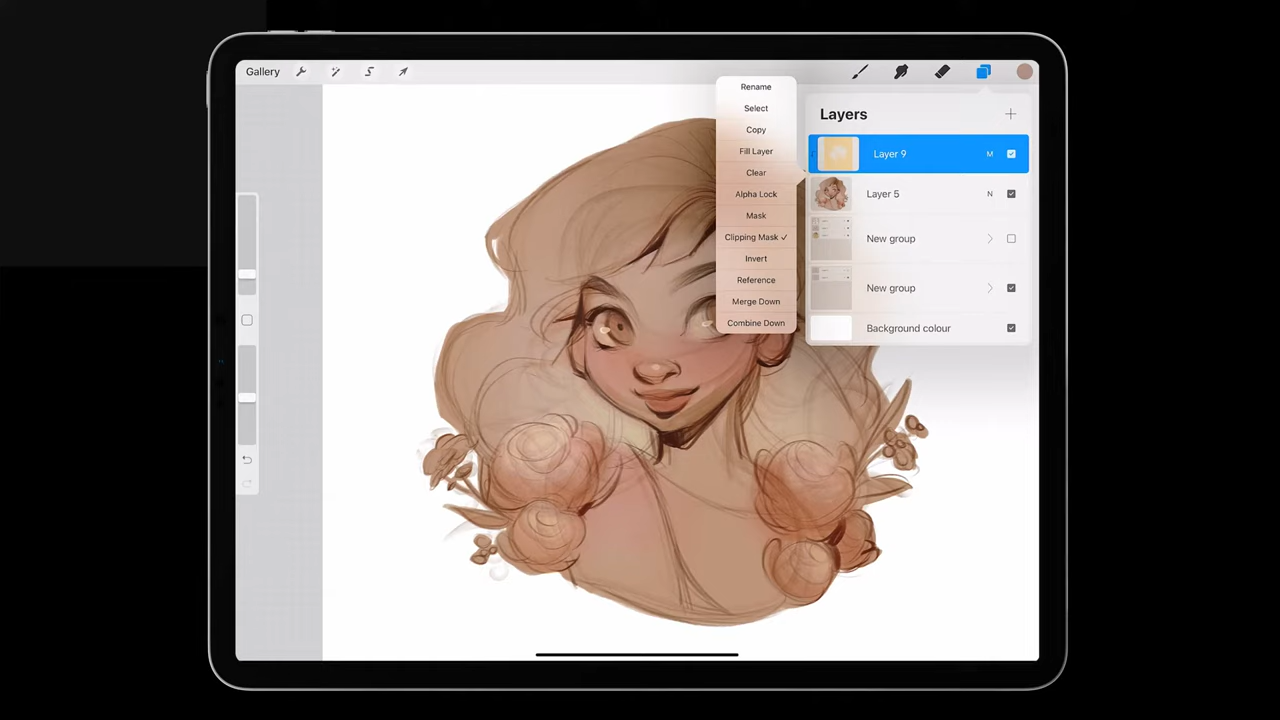 Gallery
Rename
Select
Copy
Fill Layer
Clear
Alpha Lock
Mask
Clipping Mask ✓
Invert
Reference
Merge Down
Combine Down
Layers
Layer 9 M
Layer 5 N
New group
New group
Background colour